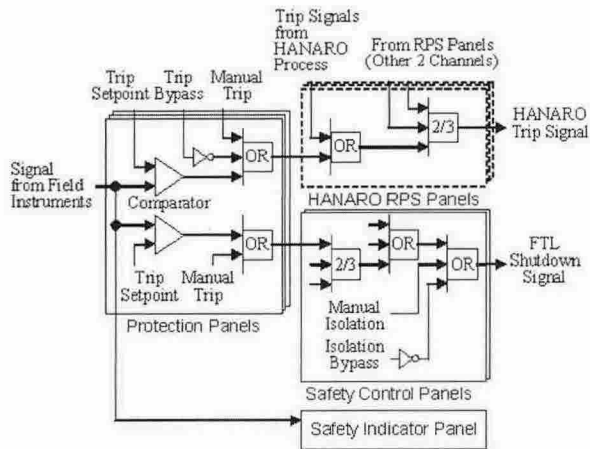 Trip Signals
from
HANARO
Process
From RPS Panels
(Other 2 Channels)
Trip
Setpoint
Trip
Bypass
Manual
Trip
OR
OR
2/3
HANARO
Trip Signal
Signal
from Field
Instruments
Comparator
HANARO RPS Panels
OR
Trip
Setpoint
Manual
Trip
Protection Panels
2/3
OR
OR
FTL
Shutdown
Signal
Manual
Isolation
Isolation
Bypass
Safety Control Panels
Safety Indicator Panel